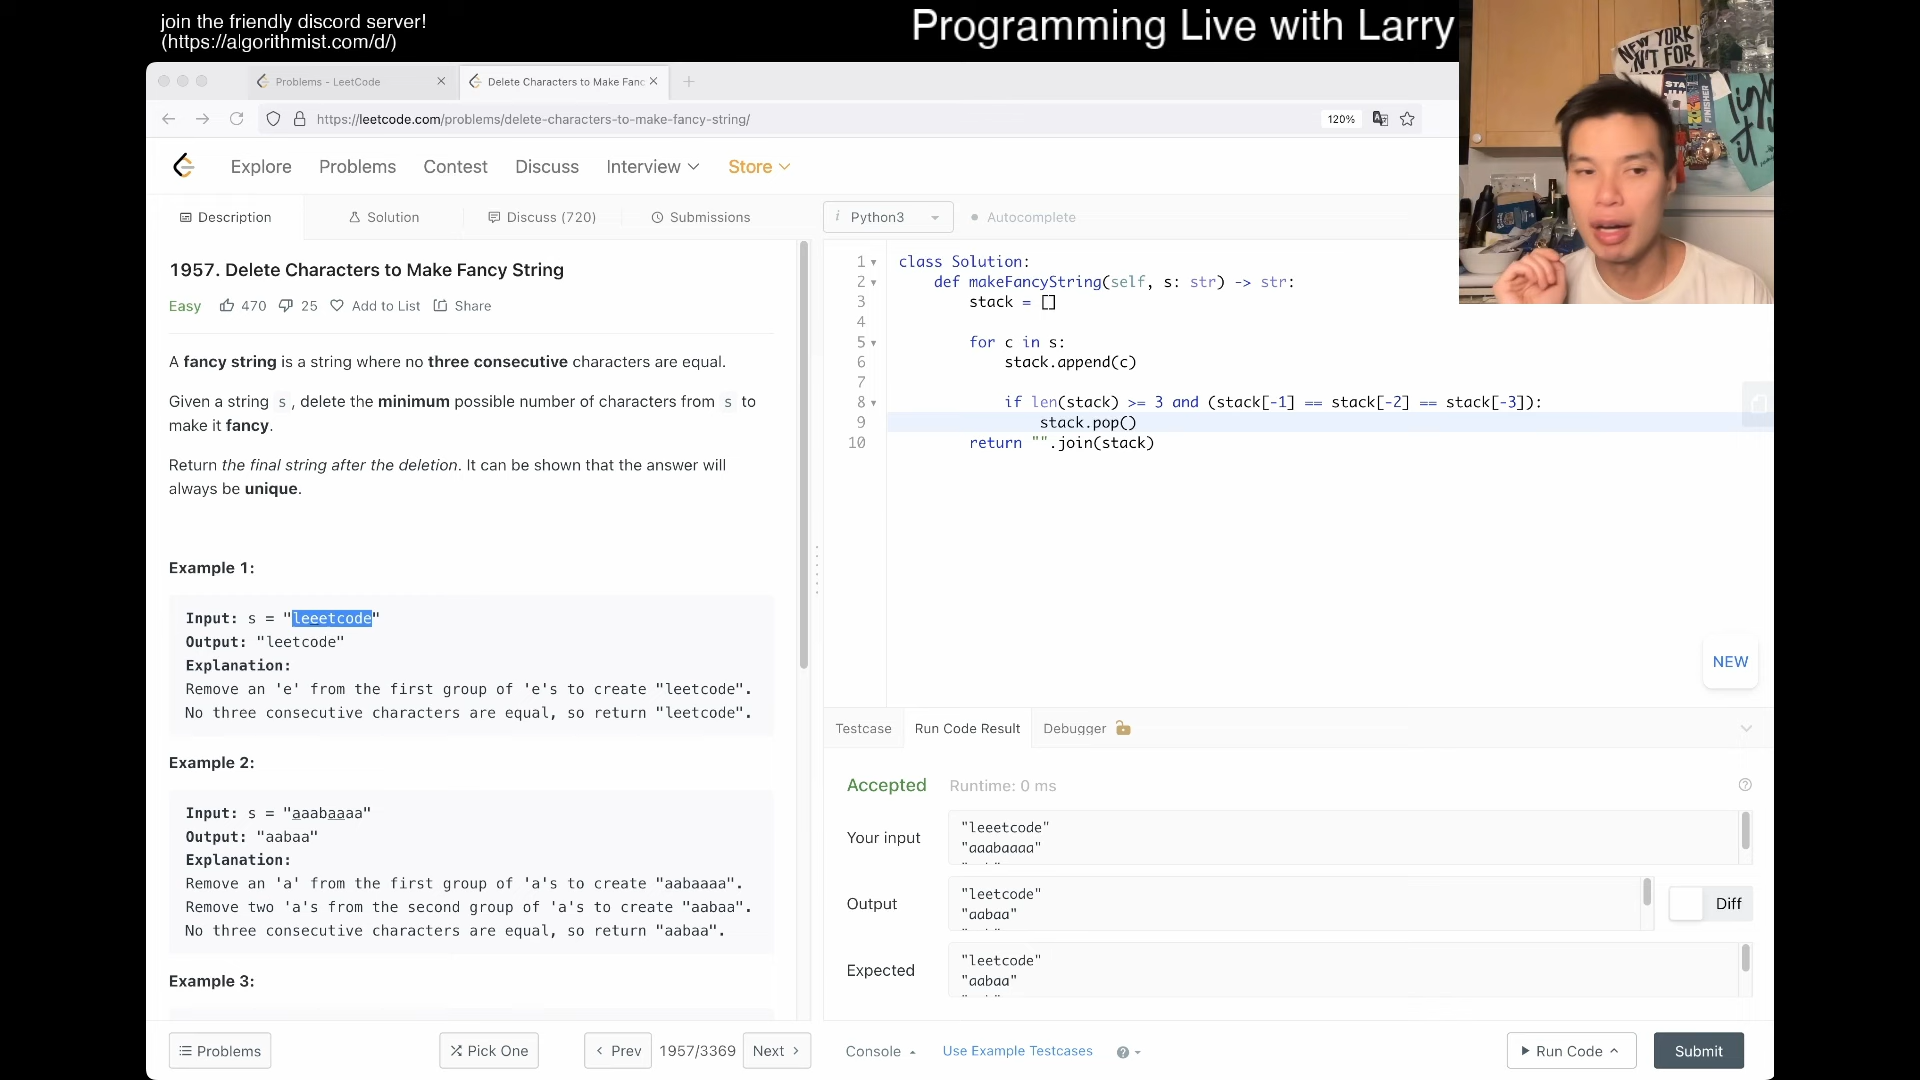 join the friendly discord server!
(https://algorithmist.com/d/)
Programming Live with Larry
NEW YORK
Problems - LeetCode
Delete Characters to Make Fanc
https://leetcode.com/problems/delete-characters-to-make-fancy-string/
120%
Explore Problems Contest Discuss Interview Store
Description Solution Discuss (720) Submissions
1957. Delete Characters to Make Fancy String
Easy 470 25 Add to List Share
A fancy string is a string where no three consecutive characters are equal.
Given a string s, delete the minimum possible number of characters from s to
make it fancy.
Return the final string after the deletion. It can be shown that the answer will
always be unique.
Example 1:
Input: s = "leeetcode"
Output: "leetcode"
Explanation:
Remove an 'e' from the first group of 'e's to create "leetcode".
No three consecutive characters are equal, so return "leetcode".
Example 2:
Input: s = "aaabaaaa"
Output: "aabaa"
Explanation:
Remove an 'a' from the first group of 'a's to create "aabaaaa".
Remove two 'a's from the second group of 'a's to create "aabaa".
No three consecutive characters are equal, so return "aabaa".
Example 3:
Problems Pick One < Prev 1957/3369 Next >
i Python3 Autocomplete
1 class Solution:
2 def makeFancyString(self, s: str) -> str:
3 stack = []
4
5 for c in s:
6 stack.append(c)
7
8 if len(stack) >= 3 and (stack[-1] == stack[-2] == stack[-3]):
9 stack.pop()
10 return "".join(stack)
NEW
Testcase Run Code Result Debugger
Accepted Runtime: 0 ms
Your input
"leeetcode"
"aaabaaaa"
Output
"leetcode"
"aabaa"
Diff
Expected
"leetcode"
"aabaa"
Console Use Example Testcases Run Code Submit